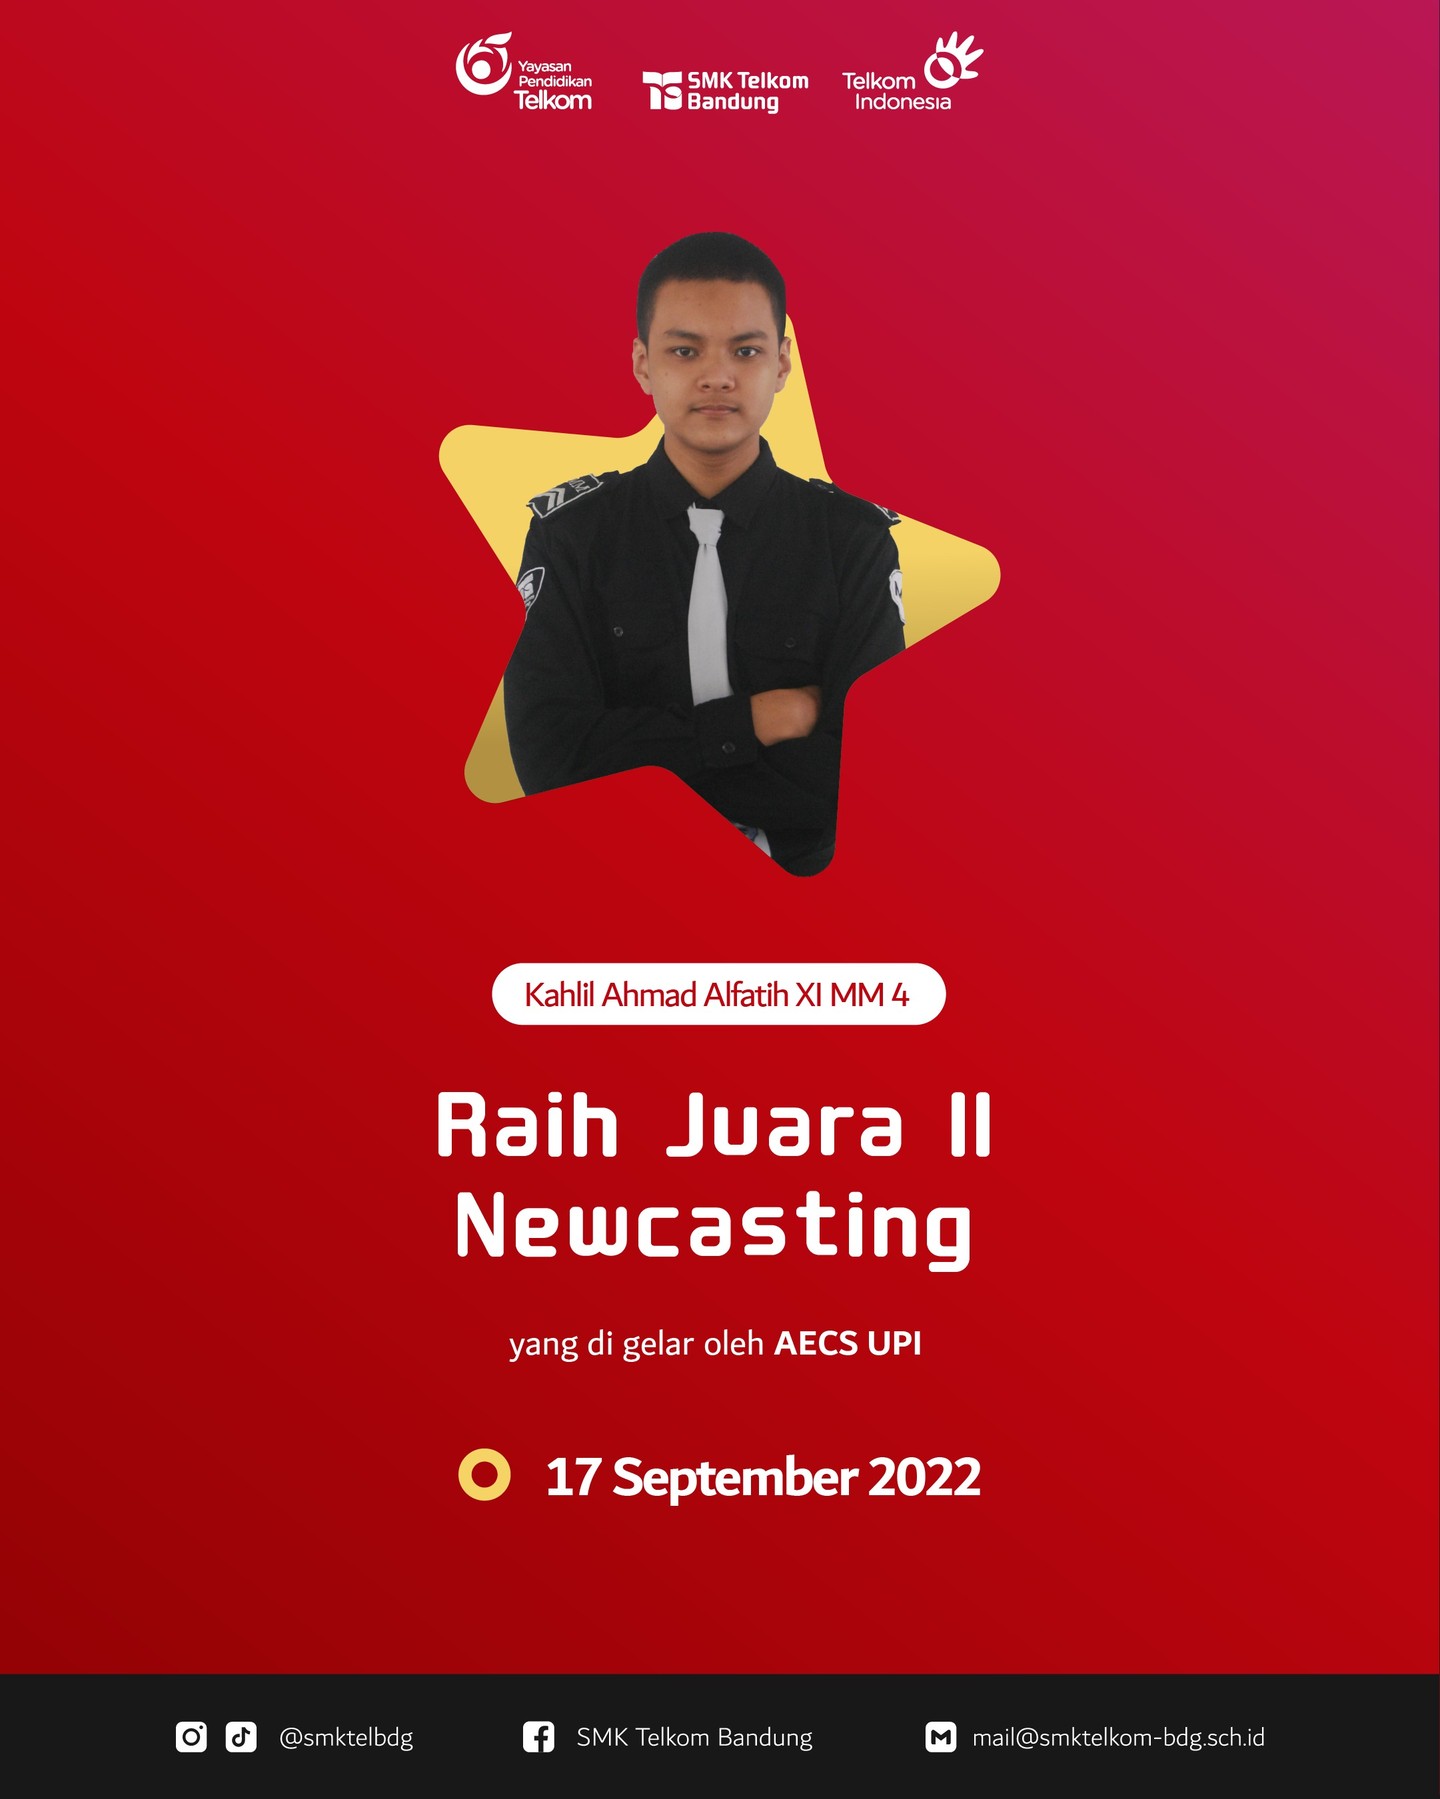 Yayasan
Pendidikan
Telkom
SMK Telkom
Bandung
Telkom
Indonesia
Kahlil Ahmad Alfatih XI MM 4
Raih Juara II
Newcasting
yang di gelar oleh AECS UPI
17 September 2022
@smktelbdg
SMK Telkom Bandung
mail@smktelkom-bdg.sch.id